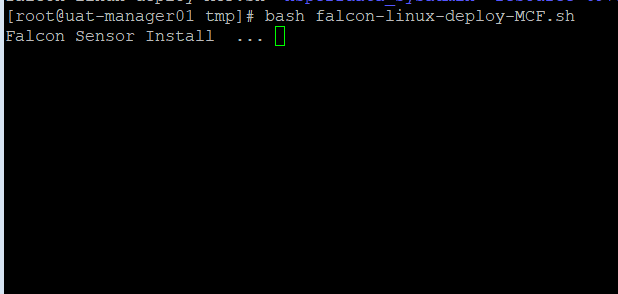 [root@uat-manager01 tmp]# bash falcon-linux-deploy-MCF.sh
Falcon Sensor Install ...